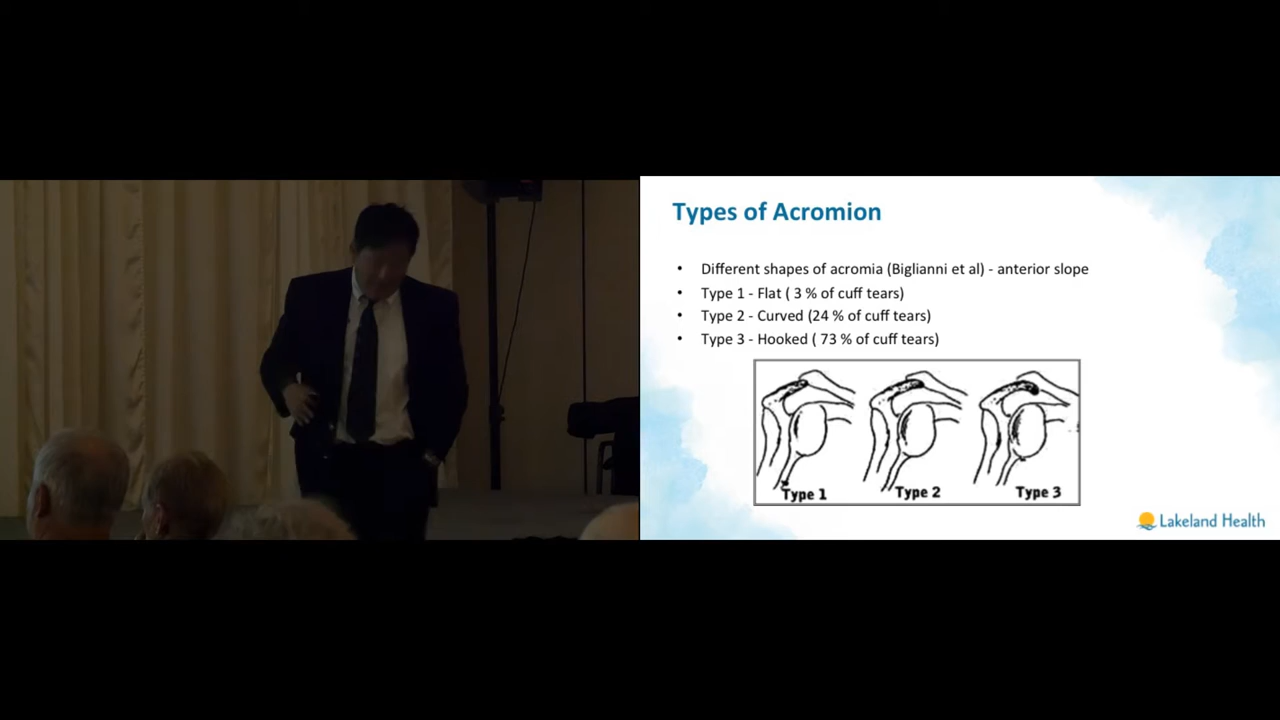 Types of Acromion
• Different shapes of acromia (Biglianni et al) - anterior slope
• Type 1 - Flat ( 3 % of cuff tears)
• Type 2 - Curved (24 % of cuff tears)
• Type 3 - Hooked ( 73 % of cuff tears)
Type 1 Type 2 Type 3
Lakeland Health